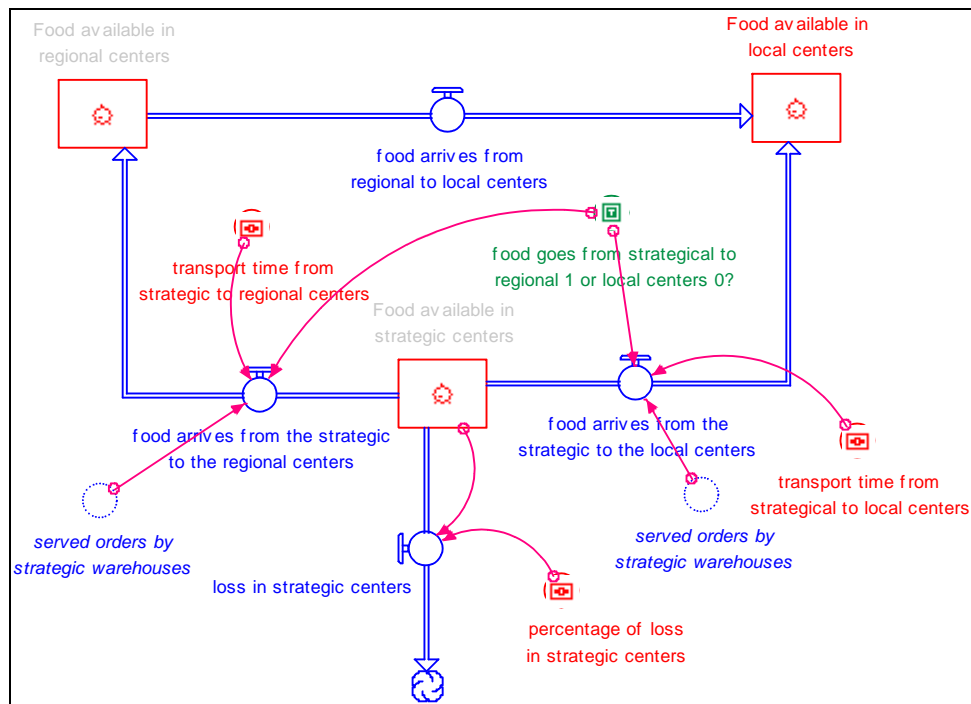 Food available in
regional centers
Food available in
local centers
food arrives from
regional to local centers
transport time from
strategic to regional centers
food goes from strategical to
regional 1 or local centers 0?
Food available in
strategic centers
food arrives from the strategic
to the regional centers
food arrives from the
strategic to the local centers
transport time from
strategical to local centers
served orders by
strategic warehouses
served orders by
strategic warehouses
loss in strategic centers
percentage of loss
in strategic centers